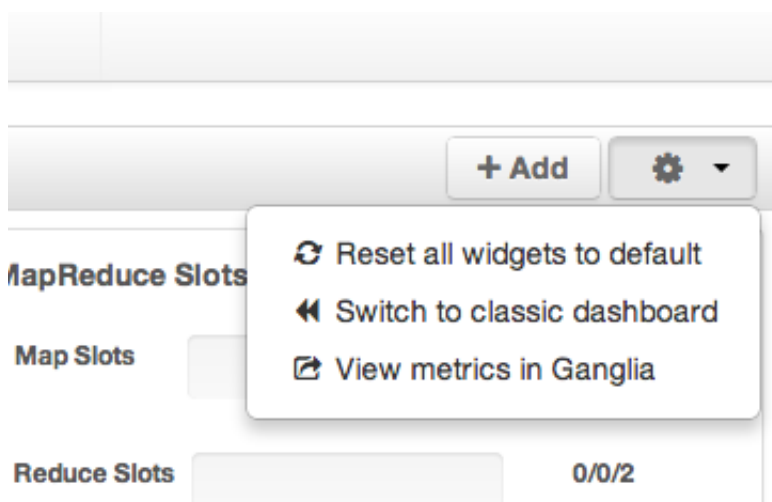 + Add
Reset all widgets to default
MapReduce Slots
Switch to classic dashboard
Map Slots
View metrics in Ganglia
Reduce Slots
0/0/2